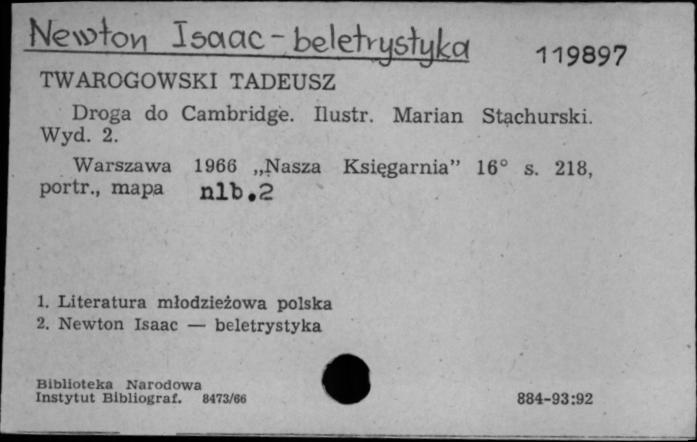 Newton Isaac - beletrystyka
119897
TWAROGOWSKI TADEUSZ
Droga do Cambridge. Ilustr. Marian Stachurski.
Wyd. 2.
Warszawa 1966 „Nasza Księgarnia” 16° s. 218,
portr., mapa nlb.2
1. Literatura młodzieżowa polska
2. Newton Isaac — beletrystyka
Biblioteka Narodowa
Instytut Bibliograf. 8473/66
884-93:92